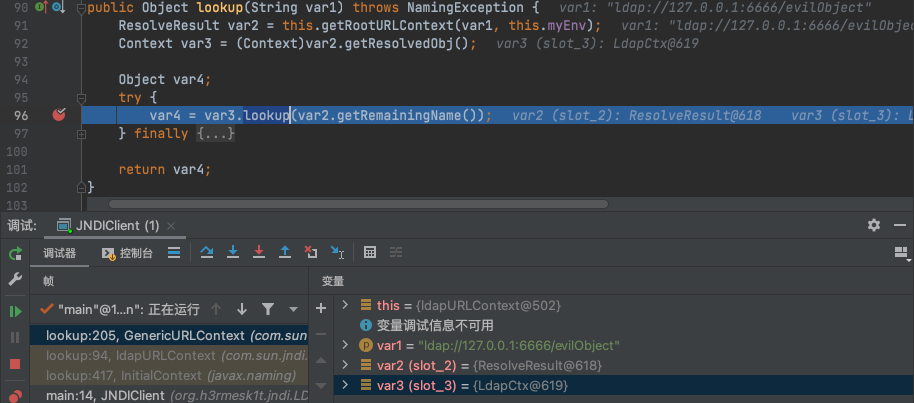 90 public Object lookup(String var1) throws NamingException { var1: "ldap://127.0.0.1:6666/evilObject"
91 ResolveResult var2 = this.getRootURLContext(var1, this.myEnv); var1: "ldap://127.0.0.1:6666/evilObjec
92 Context var3 = (Context)var2.getResolvedObj(); var3 (slot_3): LdapCtx@619
93
94 Object var4;
95 try {
96 var4 = var3.lookup(var2.getRemainingName()); var2 (slot_2): ResolveResult@618 var3 (slot_3): L
97 } finally {...}
100
101 return var4;
102 }
103
调试: JNDIClient (1)
调试器 控制台
帧 变量
"main"@1...n": 正在运行
lookup:205, GenericURLContext (com.sun
lookup:94, ldapURLContext (com.sun.jndi.
lookup:417, InitialContext (javax.naming)
main:14, JNDIClient (org.h3rmesk1t.jndi.LD
this = {ldapURLContext@502}
变量调试信息不可用
var1 = "ldap://127.0.0.1:6666/evilObject"
var2 (slot_2) = {ResolveResult@618}
var3 (slot_3) = {LdapCtx@619}